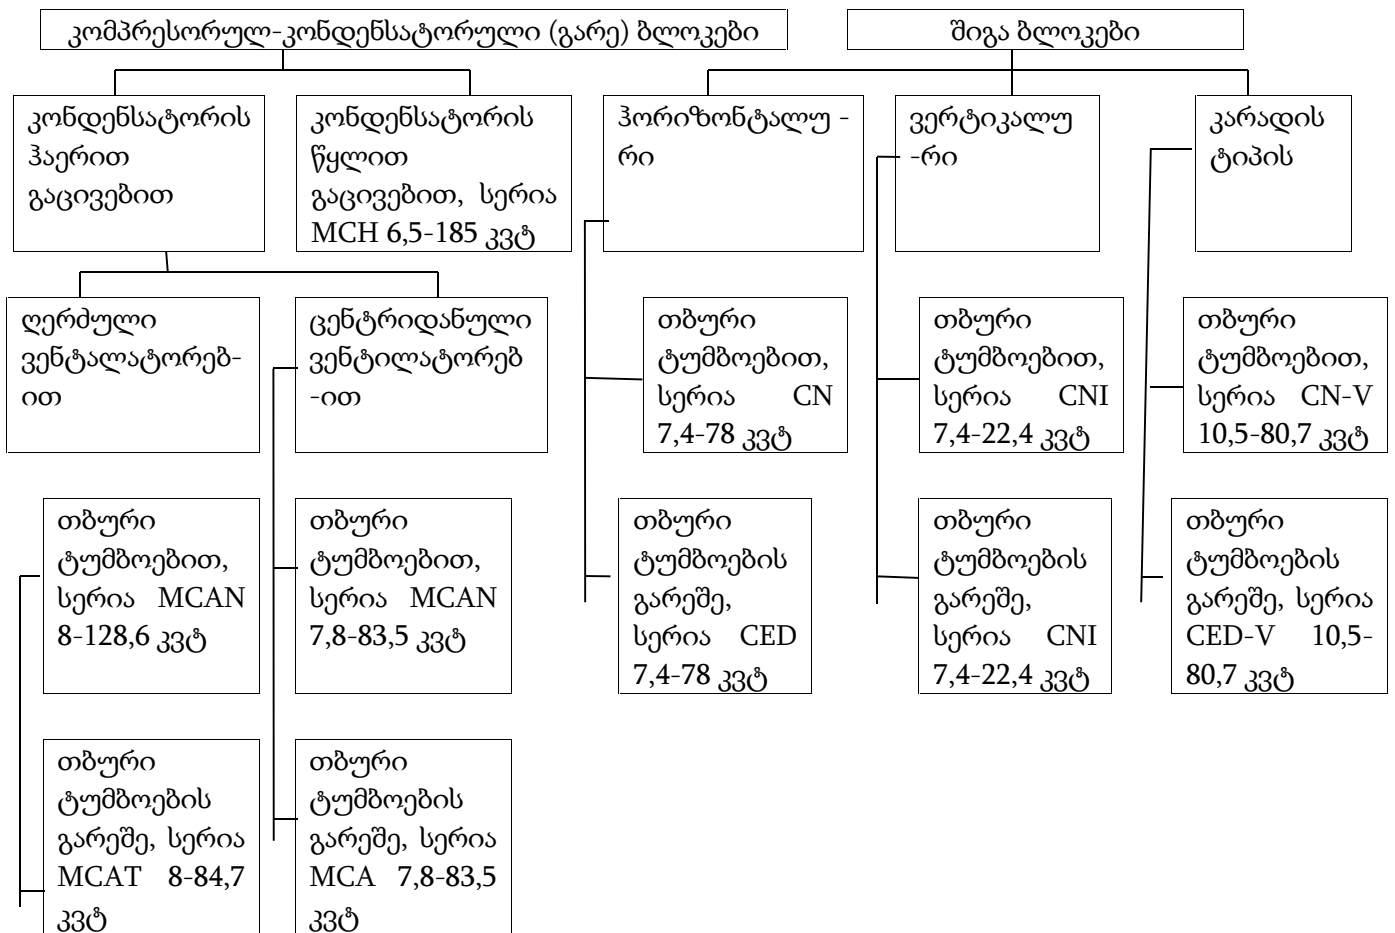 კომპრესორულ-კონდენსატორული (გარე) ბლოკები
შიგა ბლოკები
კონდენსატორის
ჰაერით
გაცივებით
კონდენსატორის
წყლით
გაცივებით, სერია
MCH 6,5-185 კვტ
ჰორიზონტალუ -
რი
ვერტიკალუ
-რი
კარადის
ტიპის
ღერძული
ვენტალატორებ-
ით
ცენტრიდანული
ვენტილატორებ
-ით
თბური
ტუმბოებით,
სერია CN
7,4-78 კვტ
თბური
ტუმბოებით,
სერია CNI
7,4-22,4 კვტ
თბური
ტუმბოებით,
სერია CN-V
10,5-80,7 კვტ
თბური
ტუმბოებით,
სერია MCAN
8-128,6 კვტ
თბური
ტუმბოებით,
სერია MCAN
7,8-83,5 კვტ
თბური
ტუმბოების
გარეშე,
სერია CED
7,4-78 კვტ
თბური
ტუმბოების
გარეშე,
სერია CNI
7,4-22,4 კვტ
თბური
ტუმბოების
გარეშე, სერია
CED-V 10,5-
80,7 კვტ
თბური
ტუმბოების
გარეშე, სერია
MCAT 8-84,7
კვტ
თბური
ტუმბოების
გარეშე, სერია
MCA 7,8-83,5
კვტ